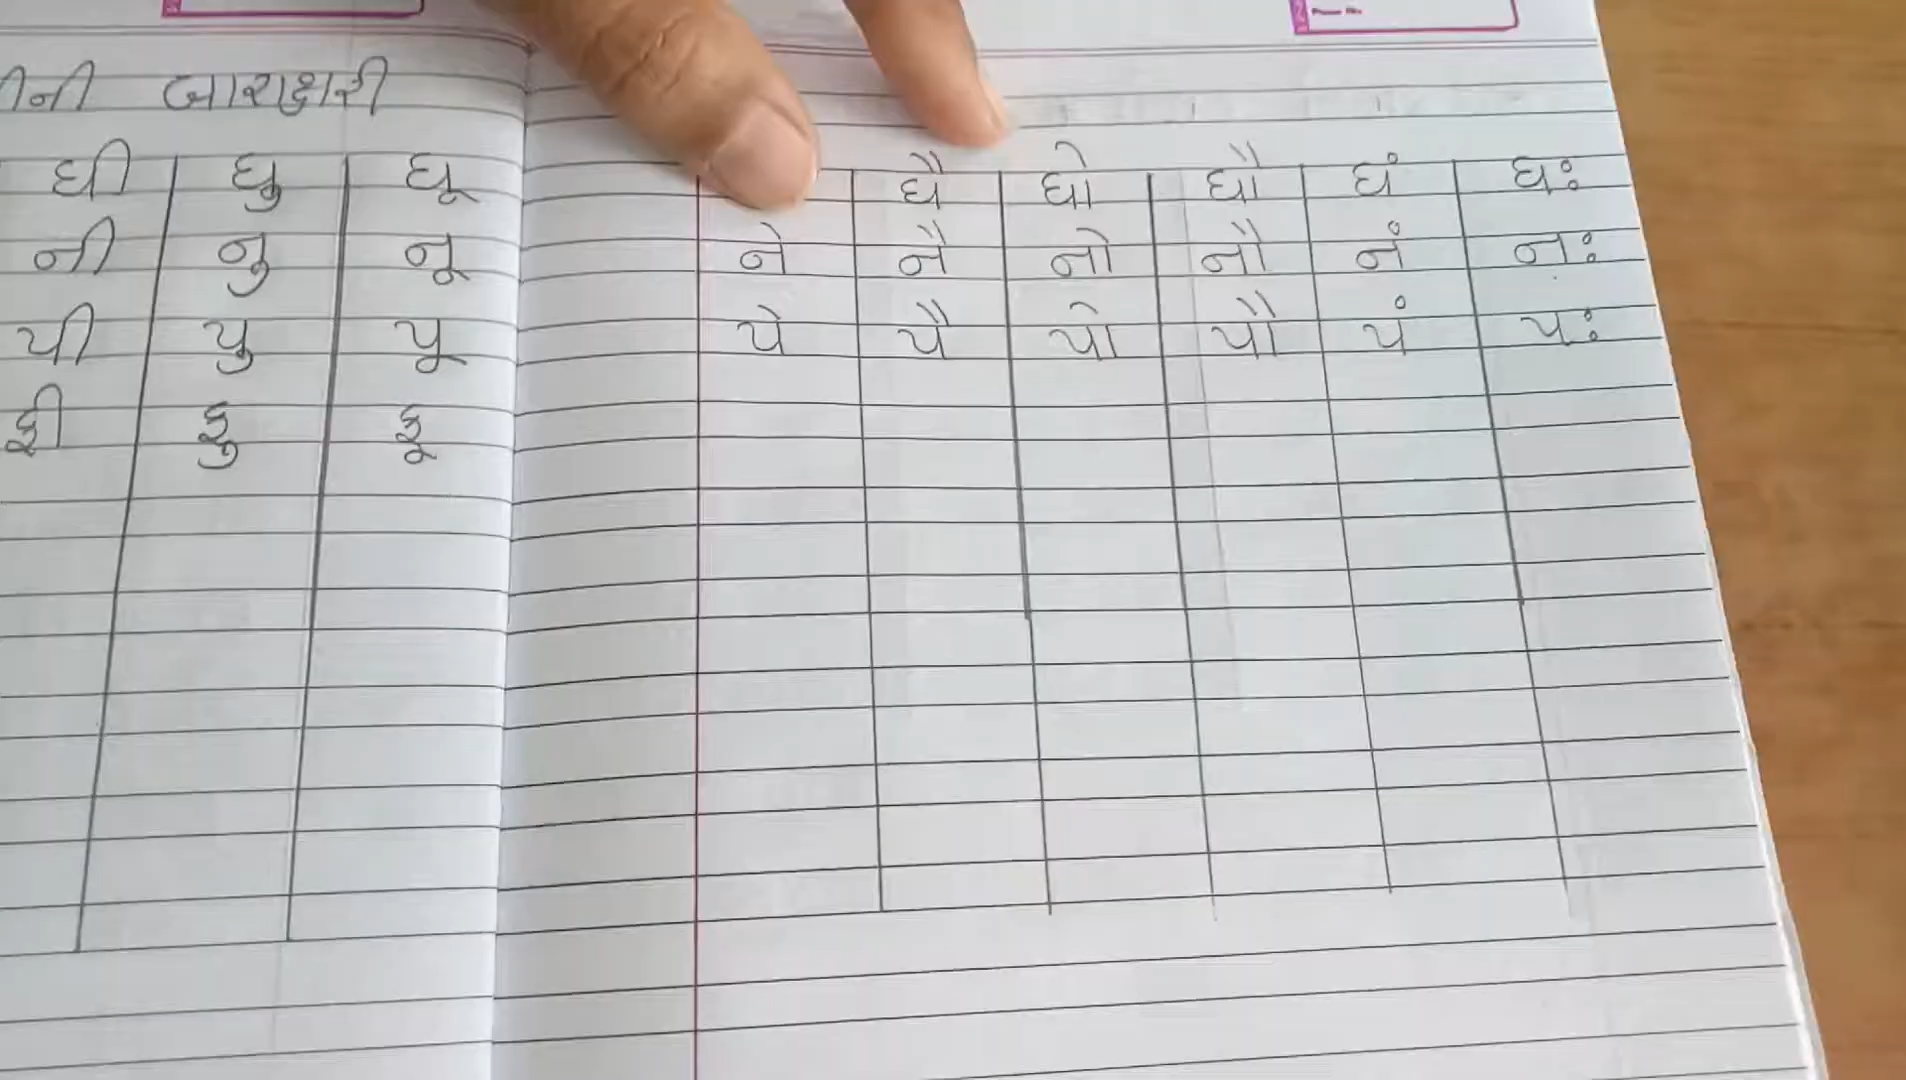 ની બારાક્ષરી
ધી ધુ ધૂ
ની નુ નૂ
પી પુ પૂ
ફી ફુ ફૂ
ધૈ ધો ધૌ ધં ધઃ
ને નૈ નો નૌ નં નઃ
પે પૈ પો પૌ પં પઃ